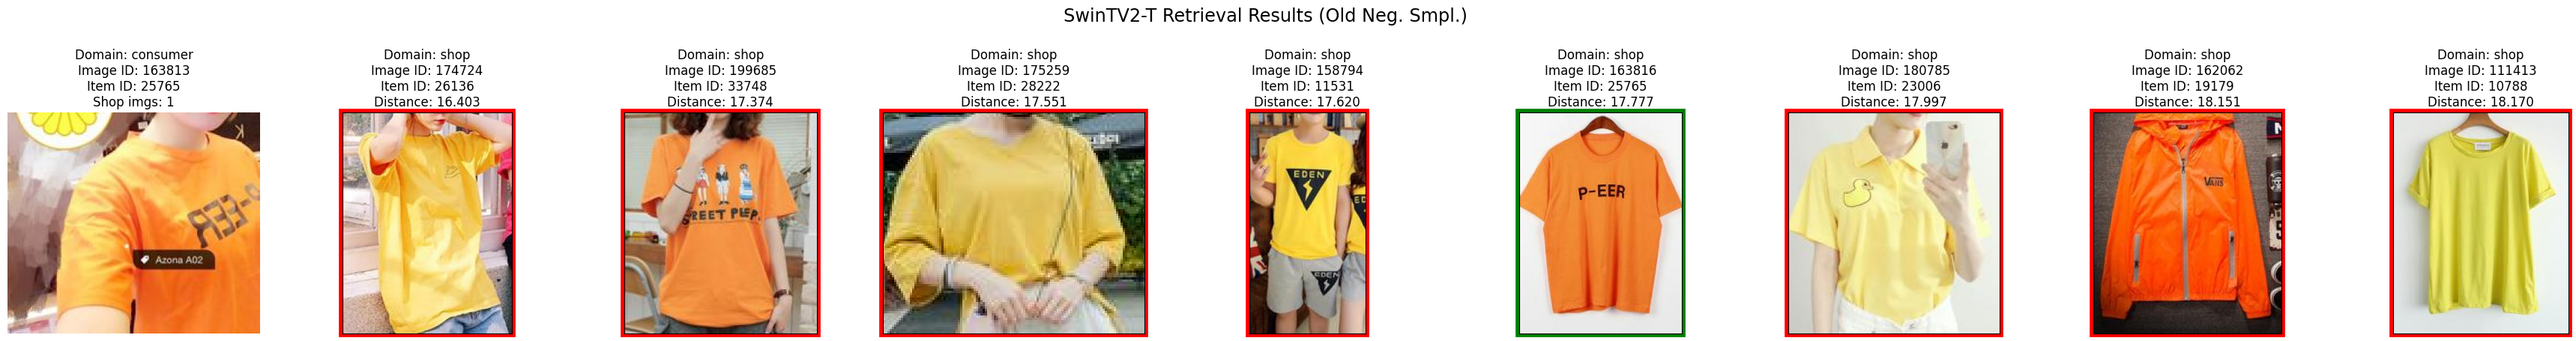 SwinTV2-T Retrieval Results (Old Neg. Smpl.)
Domain: consumer
Image ID: 163813
Item ID: 25765
Shop imgs: 1
Domain: shop
Image ID: 174724
Item ID: 26136
Distance: 16.403
Domain: shop
Image ID: 199685
Item ID: 33748
Distance: 17.374
Domain: shop
Image ID: 175259
Item ID: 28222
Distance: 17.551
Domain: shop
Image ID: 158794
Item ID: 11531
Distance: 17.620
Domain: shop
Image ID: 163816
Item ID: 25765
Distance: 17.777
Domain: shop
Image ID: 180785
Item ID: 23006
Distance: 17.997
Domain: shop
Image ID: 162062
Item ID: 19179
Distance: 18.151
Domain: shop
Image ID: 111413
Item ID: 10788
Distance: 18.170
P-EER
Azona A02
EDEN
EDEN
P-EER
VANS